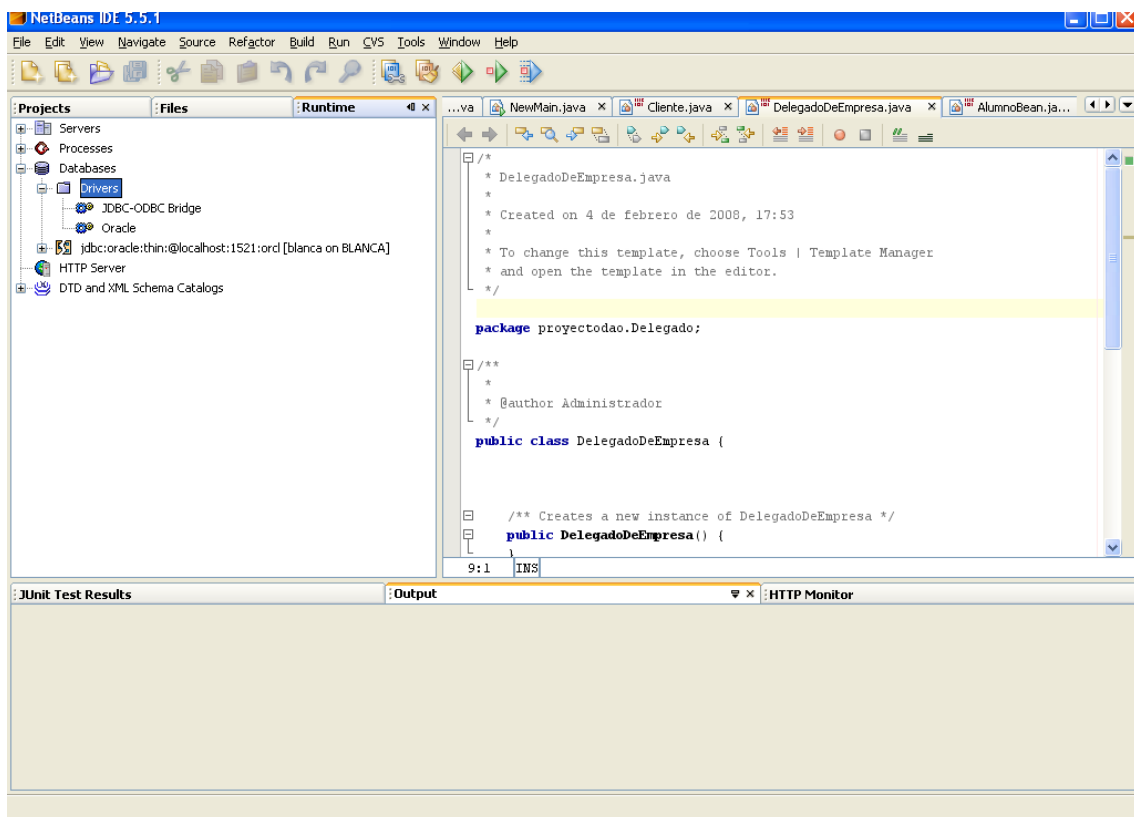 NetBeans IDE 5.5.1
File Edit View Navigate Source Refactor Build Run CVS Tools Window Help
Projects Files Runtime
...va NewMain.java Cliente.java DelegadoDeEmpresa.java AlumnoBean.ja...
Servers
Processes
Databases
Drivers
JDBC-ODBC Bridge
Oracle
jdbc:oracle:thin:@localhost:1521:orcl [blanca on BLANCA]
HTTP Server
DTD and XML Schema Catalogs
/*
* DelegadoDeEmpresa.java
*
* Created on 4 de febrero de 2008, 17:53
*
* To change this template, choose Tools | Template Manager
* and open the template in the editor.
*/
package proyectodao.Delegado;
/**
*
* @author Administrador
*/
public class DelegadoDeEmpresa {
/** Creates a new instance of DelegadoDeEmpresa */
public DelegadoDeEmpresa() {
}
9:1 INS
JUnit Test Results Output HTTP Monitor